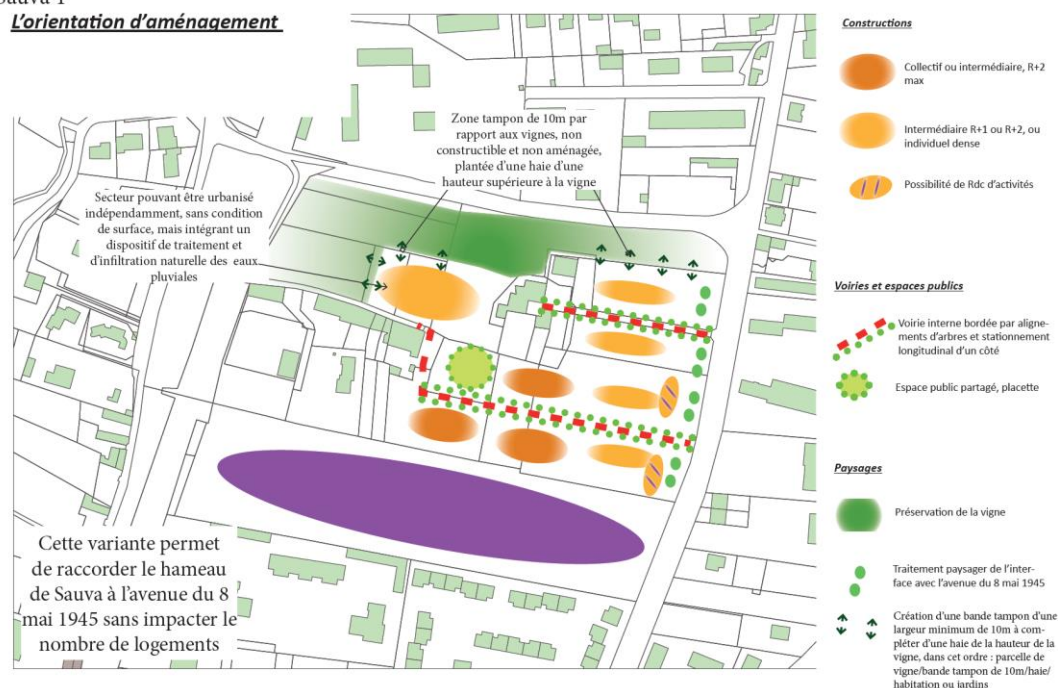 Sauva 1
L'orientation d'aménagement
Zone tampon de 10m par
rapport aux vignes, non
constructible et non aménagée,
plantée d'une haie d'une
hauteur supérieure à la vigne
Secteur pouvant être urbanisé
indépendamment, sans condition
de surface, mais intégrant un
dispositif de traitement et
d'infiltration naturelle des eaux
pluviales
Cette variante permet
de raccorder le hameau
de Sauva à l'avenue du 8
mai 1945 sans impacter le
nombre de logements
Constructions
Collectif ou intermédiaire, R+2
max
Intermédiaire R+1 ou R+2, ou
individuel dense
Possibilité de Rdc d'activités
Voiries et espaces publics
Voirie interne bordée par aligne-
ments d'arbres et stationnement
longitudinal d'un côté
Espace public partagé, placette
Paysages
Préservation de la vigne
Traitement paysager de l'inter-
face avec l'avenue du 8 mai 1945
Création d'une bande tampon d'une
largeur minimum de 10m à com-
pléter d'une haie de la hauteur de la
vigne, dans cet ordre : parcelle de
vigne/bande tampon de 10m/haie/
habitation ou jardins